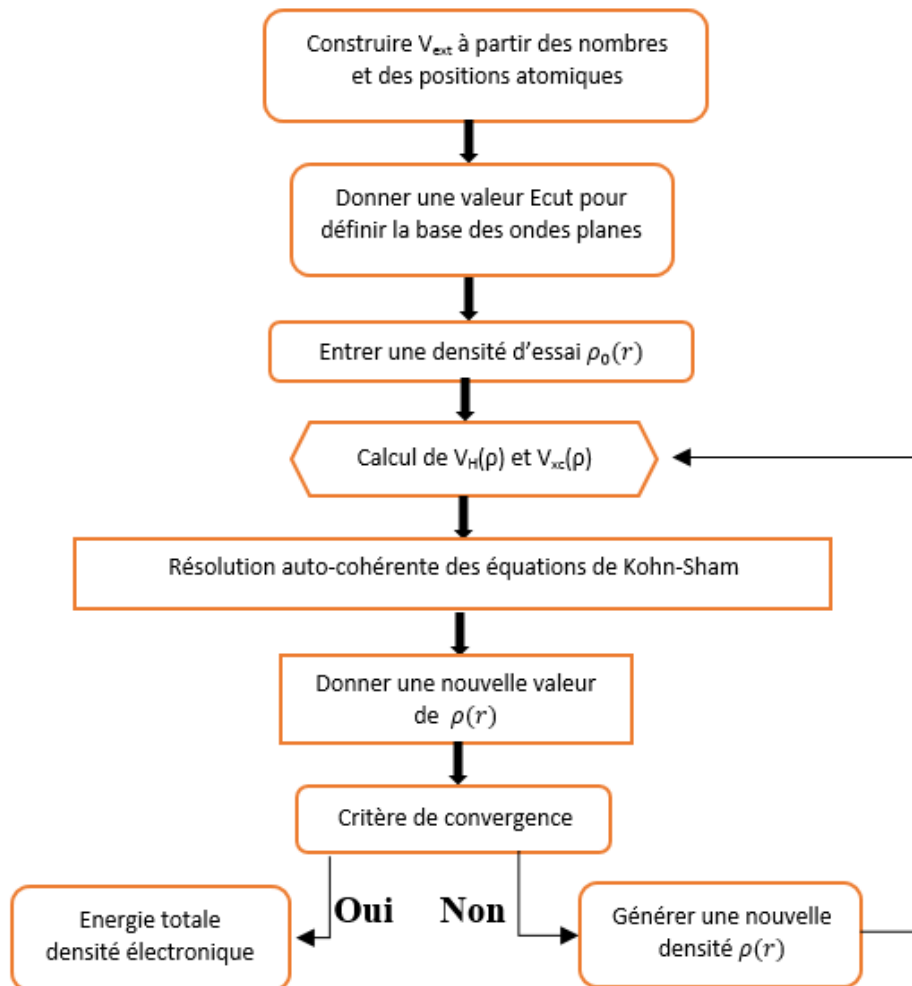 Construire Vₑₓₜ à partir des nombres
et des positions atomiques
Donner une valeur Ecut pour
définir la base des ondes planes
Entrer une densité d’essai ρ₀(r)
Calcul de V_H(ρ) et Vₓc(ρ)
Résolution auto-cohérente des équations de Kohn-Sham
Donner une nouvelle valeur
de ρ(r)
Critère de convergence
Oui Non
Energie totale
densité électronique
Générer une nouvelle
densité ρ(r)